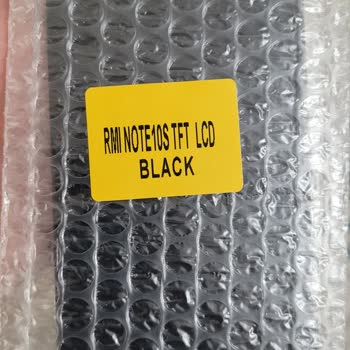 RMI NOTE10S TFT LCD
BLACK